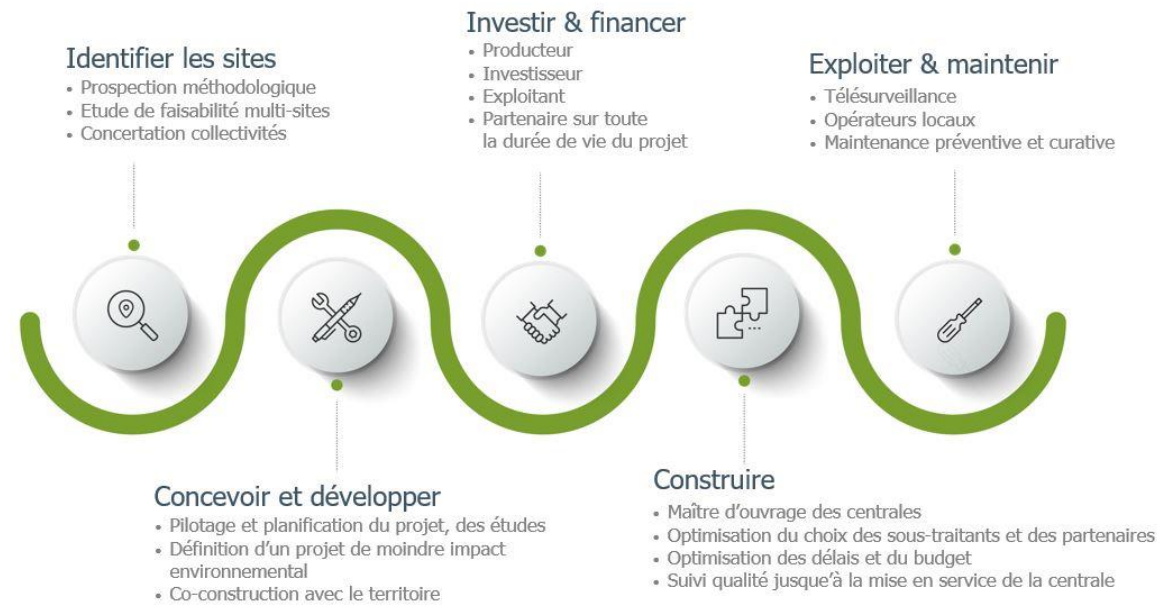 Identifier les sites
• Prospection méthodologique
• Etude de faisabilité multi-sites
• Concertation collectivités
Concevoir et développer
• Pilotage et planification du projet, des études
• Définition d'un projet de moindre impact
environnemental
• Co-construction avec le territoire
Investir & financer
• Producteur
• Investisseur
• Exploitant
• Partenaire sur toute
la durée de vie du projet
Construire
• Maître d'ouvrage des centrales
• Optimisation du choix des sous-traitants et des partenaires
• Optimisation des délais et du budget
• Suivi qualité jusqu'à la mise en service de la centrale
Exploiter & maintenir
• Télésurveillance
• Opérateurs locaux
• Maintenance préventive et curative